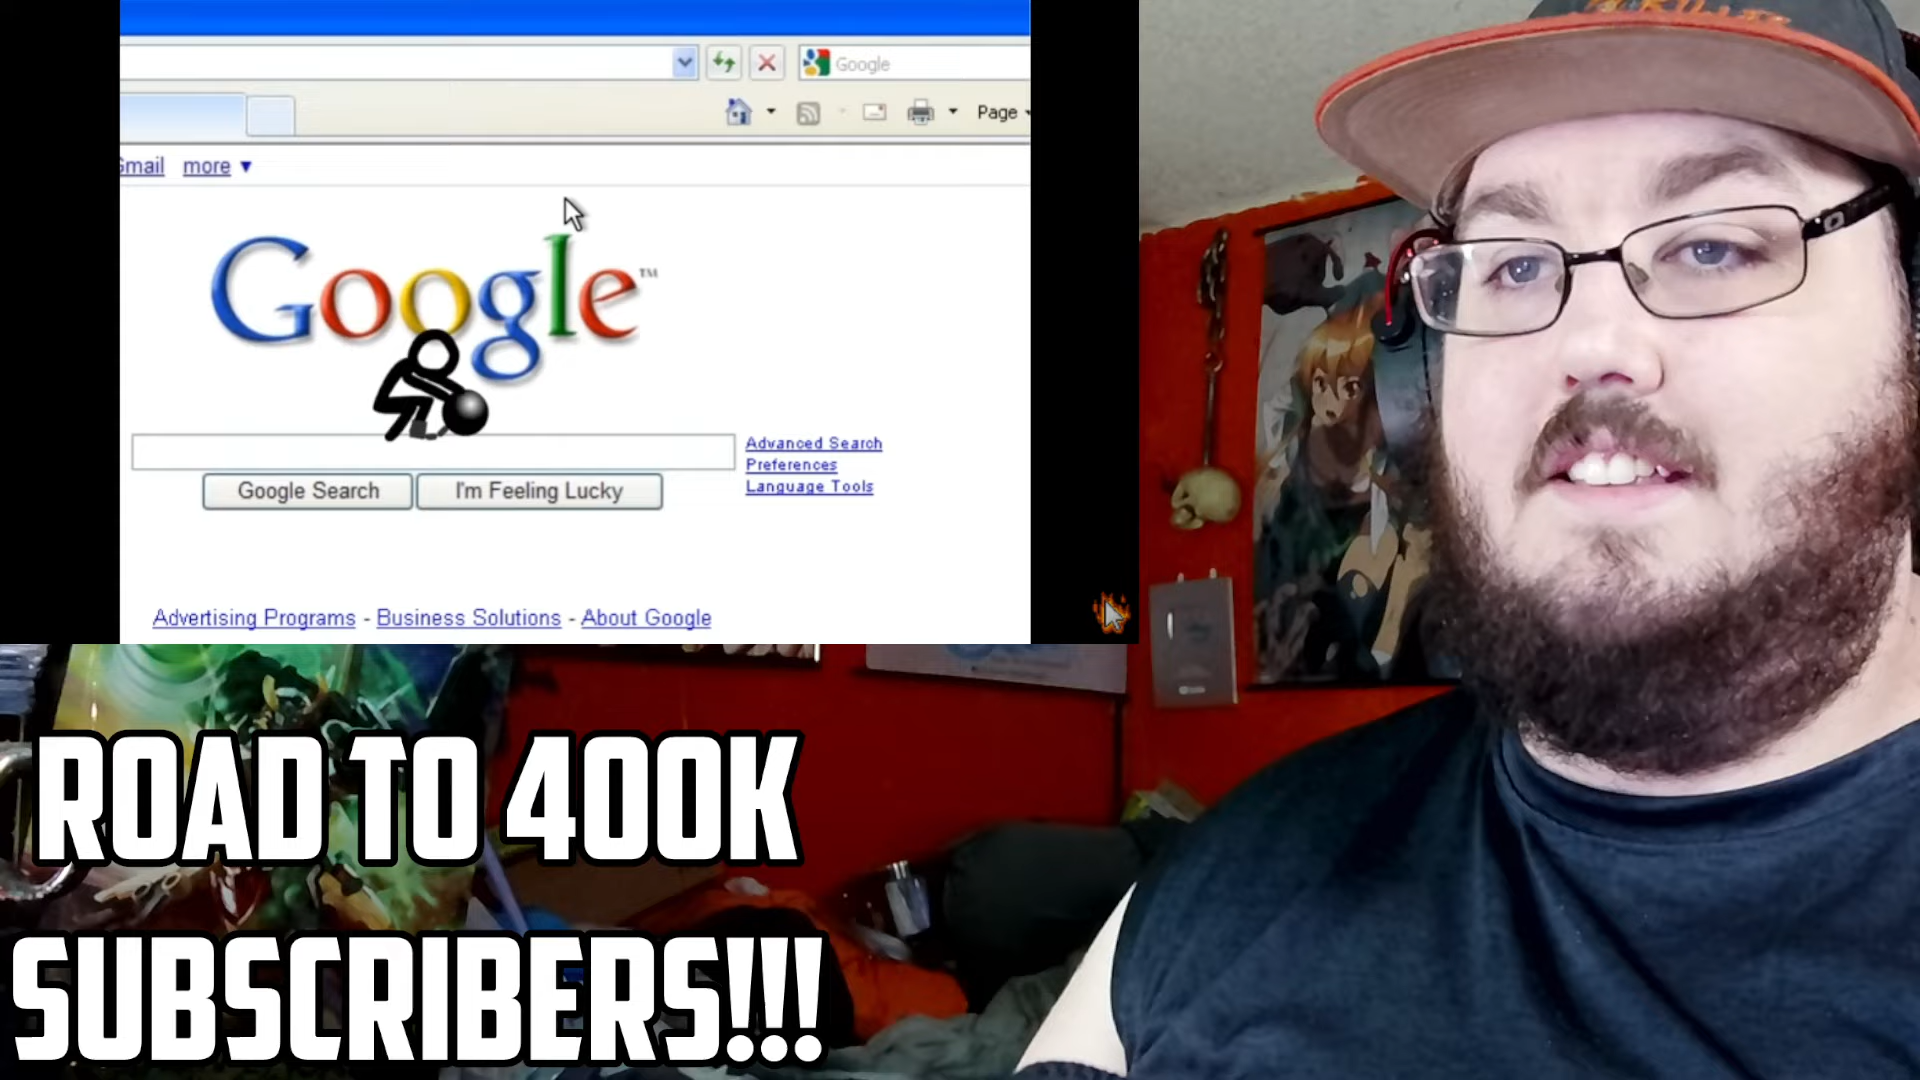 Google
Page
Gmail more ▼
Google™
Advanced Search
Preferences
Language Tools
Google Search I'm Feeling Lucky
Advertising Programs - Business Solutions - About Google
ROAD TO 400K
SUBSCRIBERS!!!